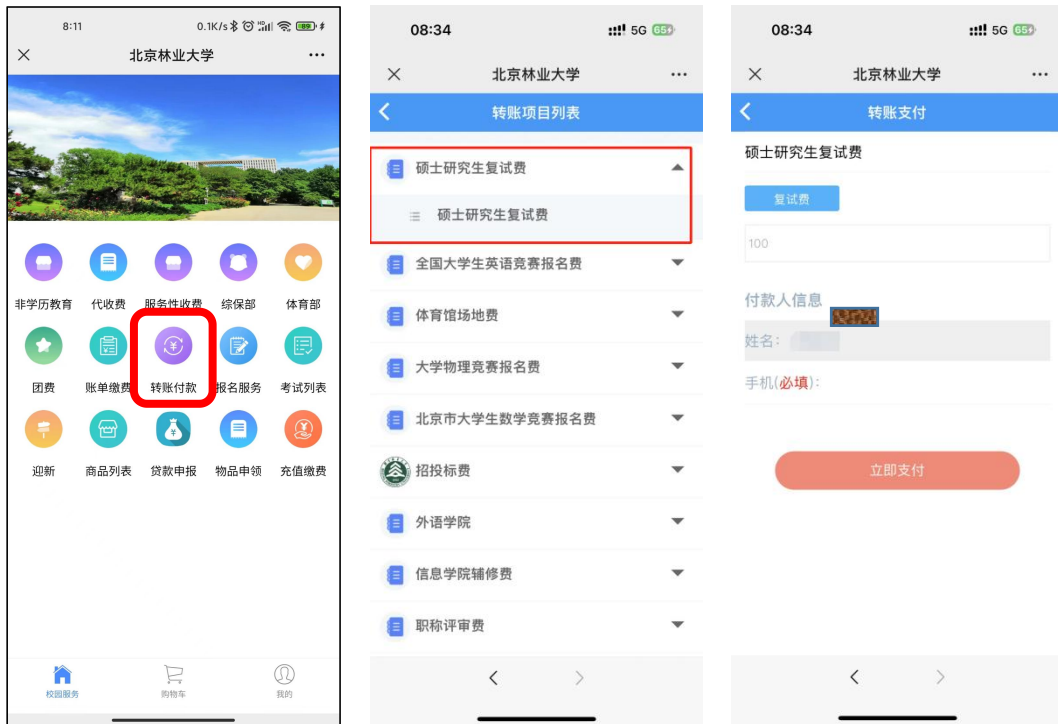 8:11
0.1K/s
89
北京林业大学
非学历教育
代收费
服务性收费
综保部
体育部
团费
账单缴费
转账付款
报名服务
考试列表
迎新
商品列表
贷款申报
物品申领
充值缴费
校园服务
购物车
我的
08:34
5G
65
北京林业大学
转账项目列表
硕士研究生复试费
硕士研究生复试费
全国大学生英语竞赛报名费
体育馆场地费
大学物理竞赛报名费
北京市大学生数学竞赛报名费
招投标费
外语学院
信息学院辅修费
职称评审费
08:34
5G
65
北京林业大学
转账支付
硕士研究生复试费
复试费
100
付款人信息
姓名:
手机(必填):
立即支付